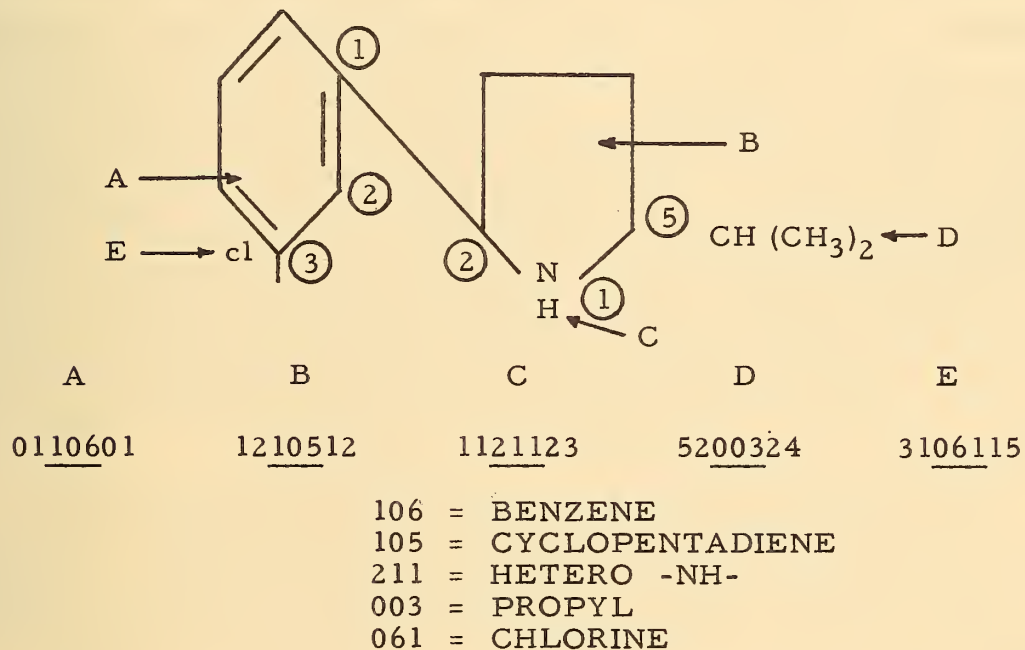 1
B
A
2
5
CH (CH3)2
D
E
cl
3
2
N
H
1
C
A B C D E
0110601 1210512 1121123 5200324 3106115
106 = BENZENE
105 = CYCLOPENTADIENE
211 = HETERO -NH-
003 = PROPYL
061 = CHLORINE